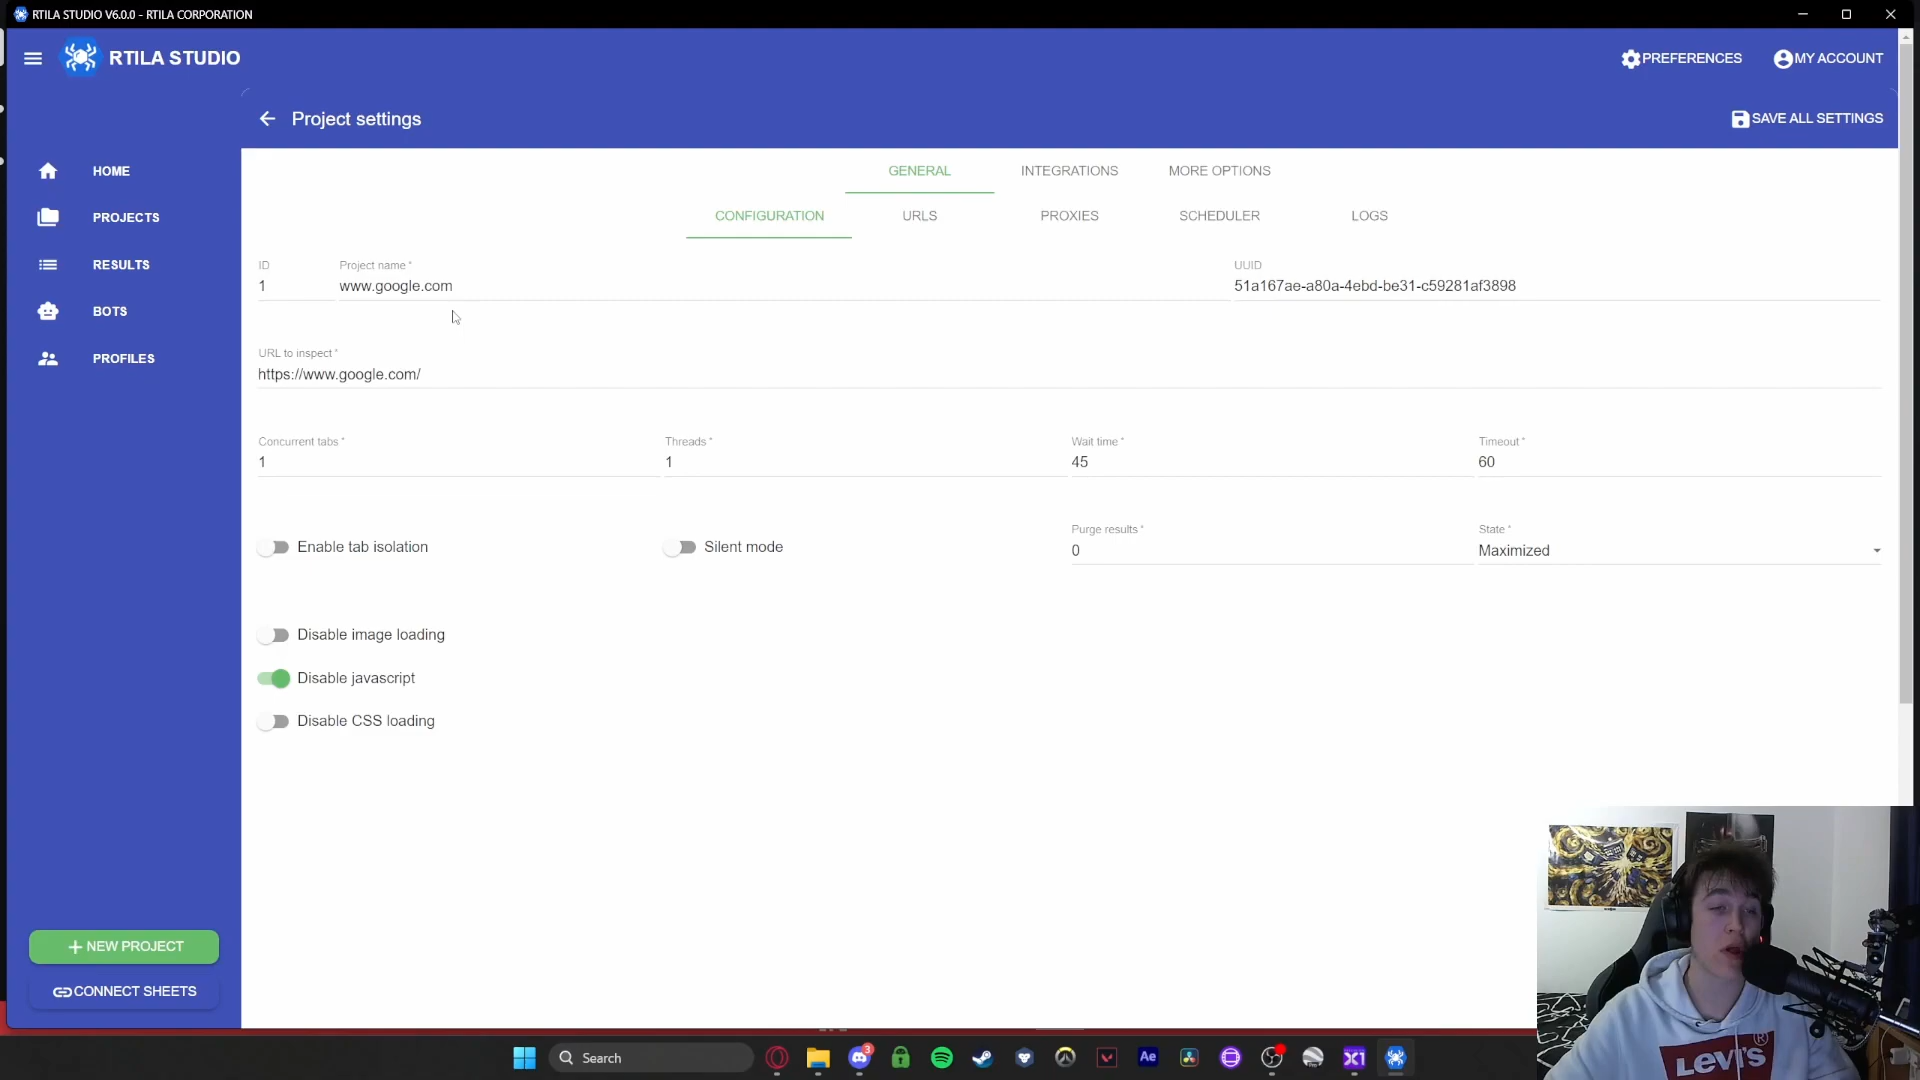 RTILA STUDIO V6.0.0 - RTILA CORPORATION
RTILA STUDIO
PREFERENCES
MY ACCOUNT
Project settings
SAVE ALL SETTINGS
HOME
PROJECTS
RESULTS
BOTS
PROFILES
GENERAL
INTEGRATIONS
MORE OPTIONS
CONFIGURATION
URLS
PROXIES
SCHEDULER
LOGS
ID
Project name *
UUID
1
www.google.com
51a167ae-a80a-4ebd-be31-c59281af3898
URL to inspect *
https://www.google.com/
Concurrent tabs *
Threads *
Wait time *
Timeout *
1
1
45
60
Enable tab isolation
Silent mode
Purge results *
0
State *
Maximized
Disable image loading
Disable javascript
Disable CSS loading
+ NEW PROJECT
CONNECT SHEETS
Search
3
Ae
X1
LEVI'S